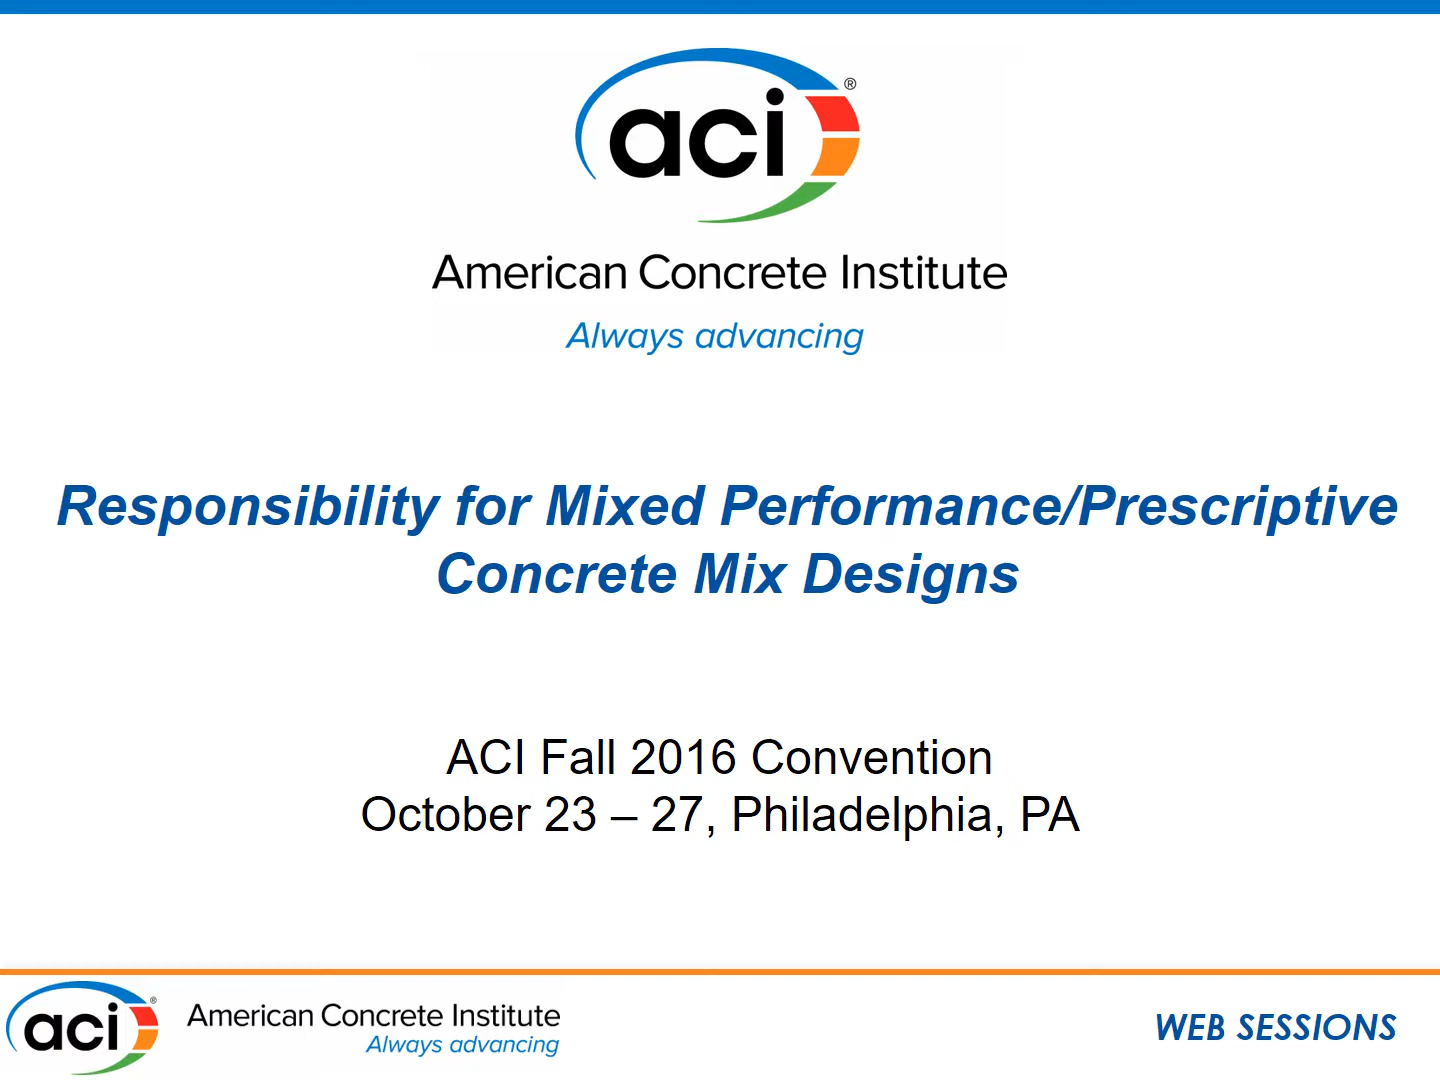 aci®
American Concrete Institute
Always advancing
Responsibility for Mixed Performance/Prescriptive
Concrete Mix Designs
ACI Fall 2016 Convention
October 23 – 27, Philadelphia, PA
aci®
American Concrete Institute
Always advancing
WEB SESSIONS